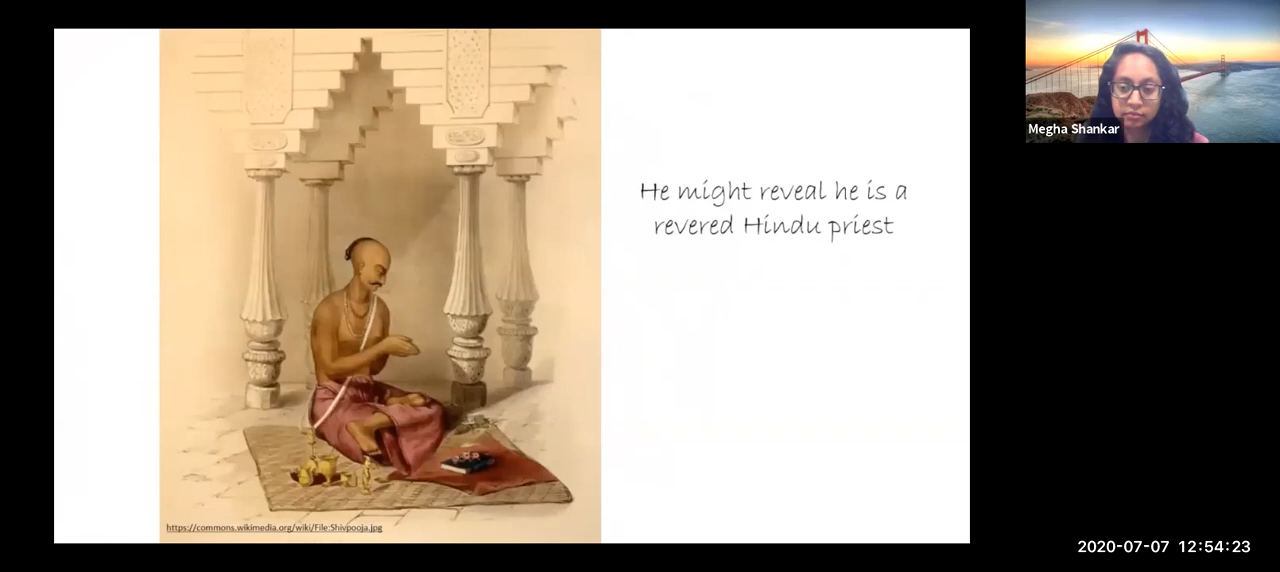 He might reveal he is a
revered Hindu priest
https://commons.wikimedia.org/wiki/File:Shivpooja.jpg
Megha Shankar
2020-07-07 12:54:23